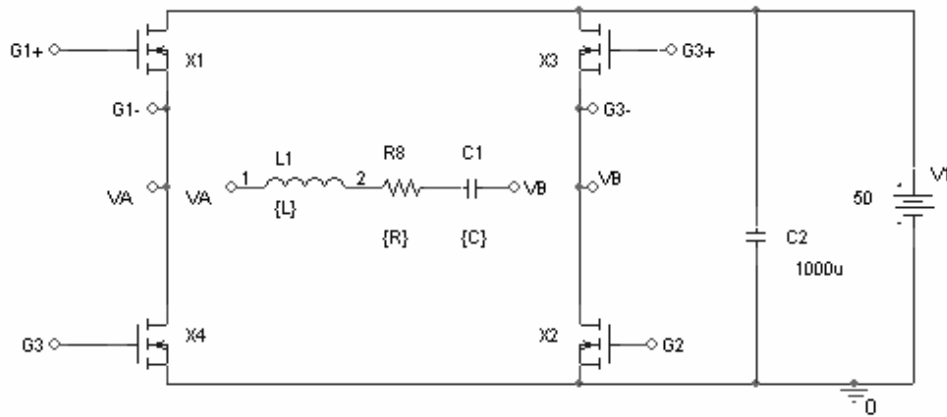 G1+
X1
X3
G3+
G1-
G3-
L1
R8
C1
VA
VA
1
2
VB
VB
{L}
{R}
{C}
50
V1
C2
1000u
G3
X4
X2
G2
0